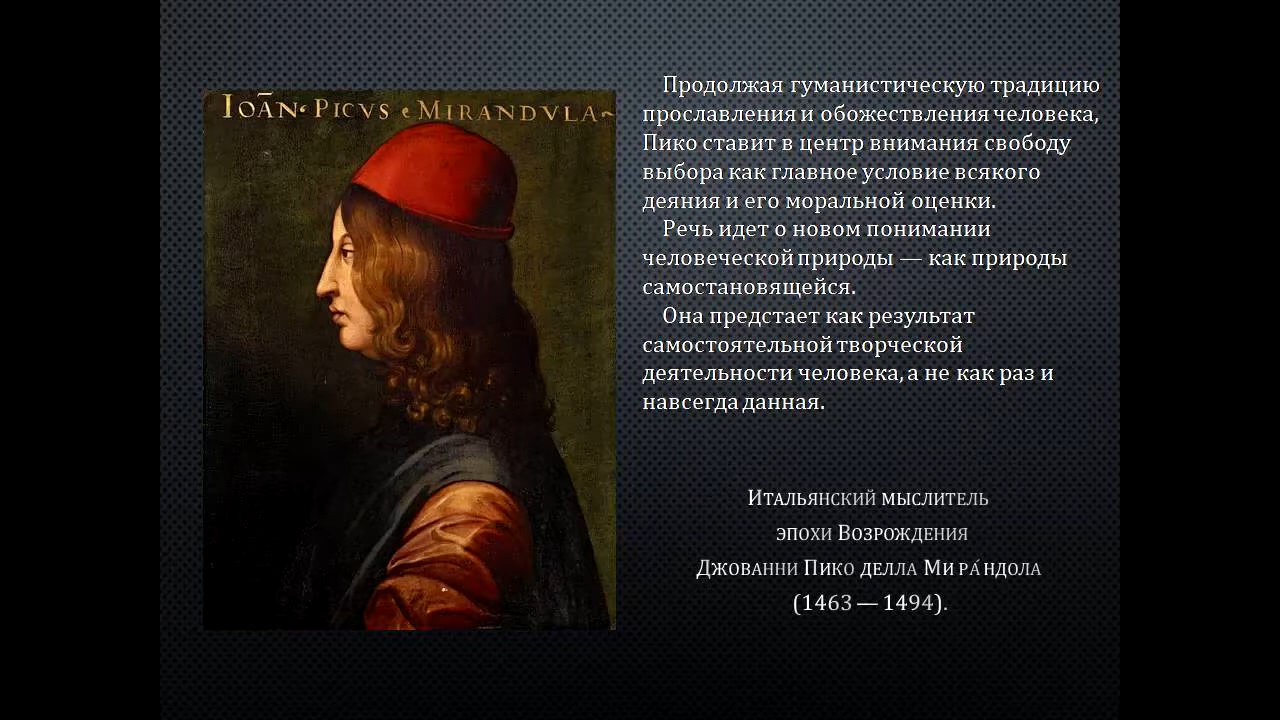 IOÃN· PICVS · MIRANDVLA~
Продолжая гуманистическую традицию
прославления и обожествления человека,
Пико ставит в центр внимания свободу
выбора как главное условие всякого
деяния и его моральной оценки.
Речь идет о новом понимании
человеческой природы — как природы
самостановящейся.
Она предстает как результат
самостоятельной творческой
деятельности человека, а не как раз и
навсегда данная.
Итальянский мыслитель
эпохи Возрождения
Джованни Пико делла Мира́ндола
(1463 — 1494).